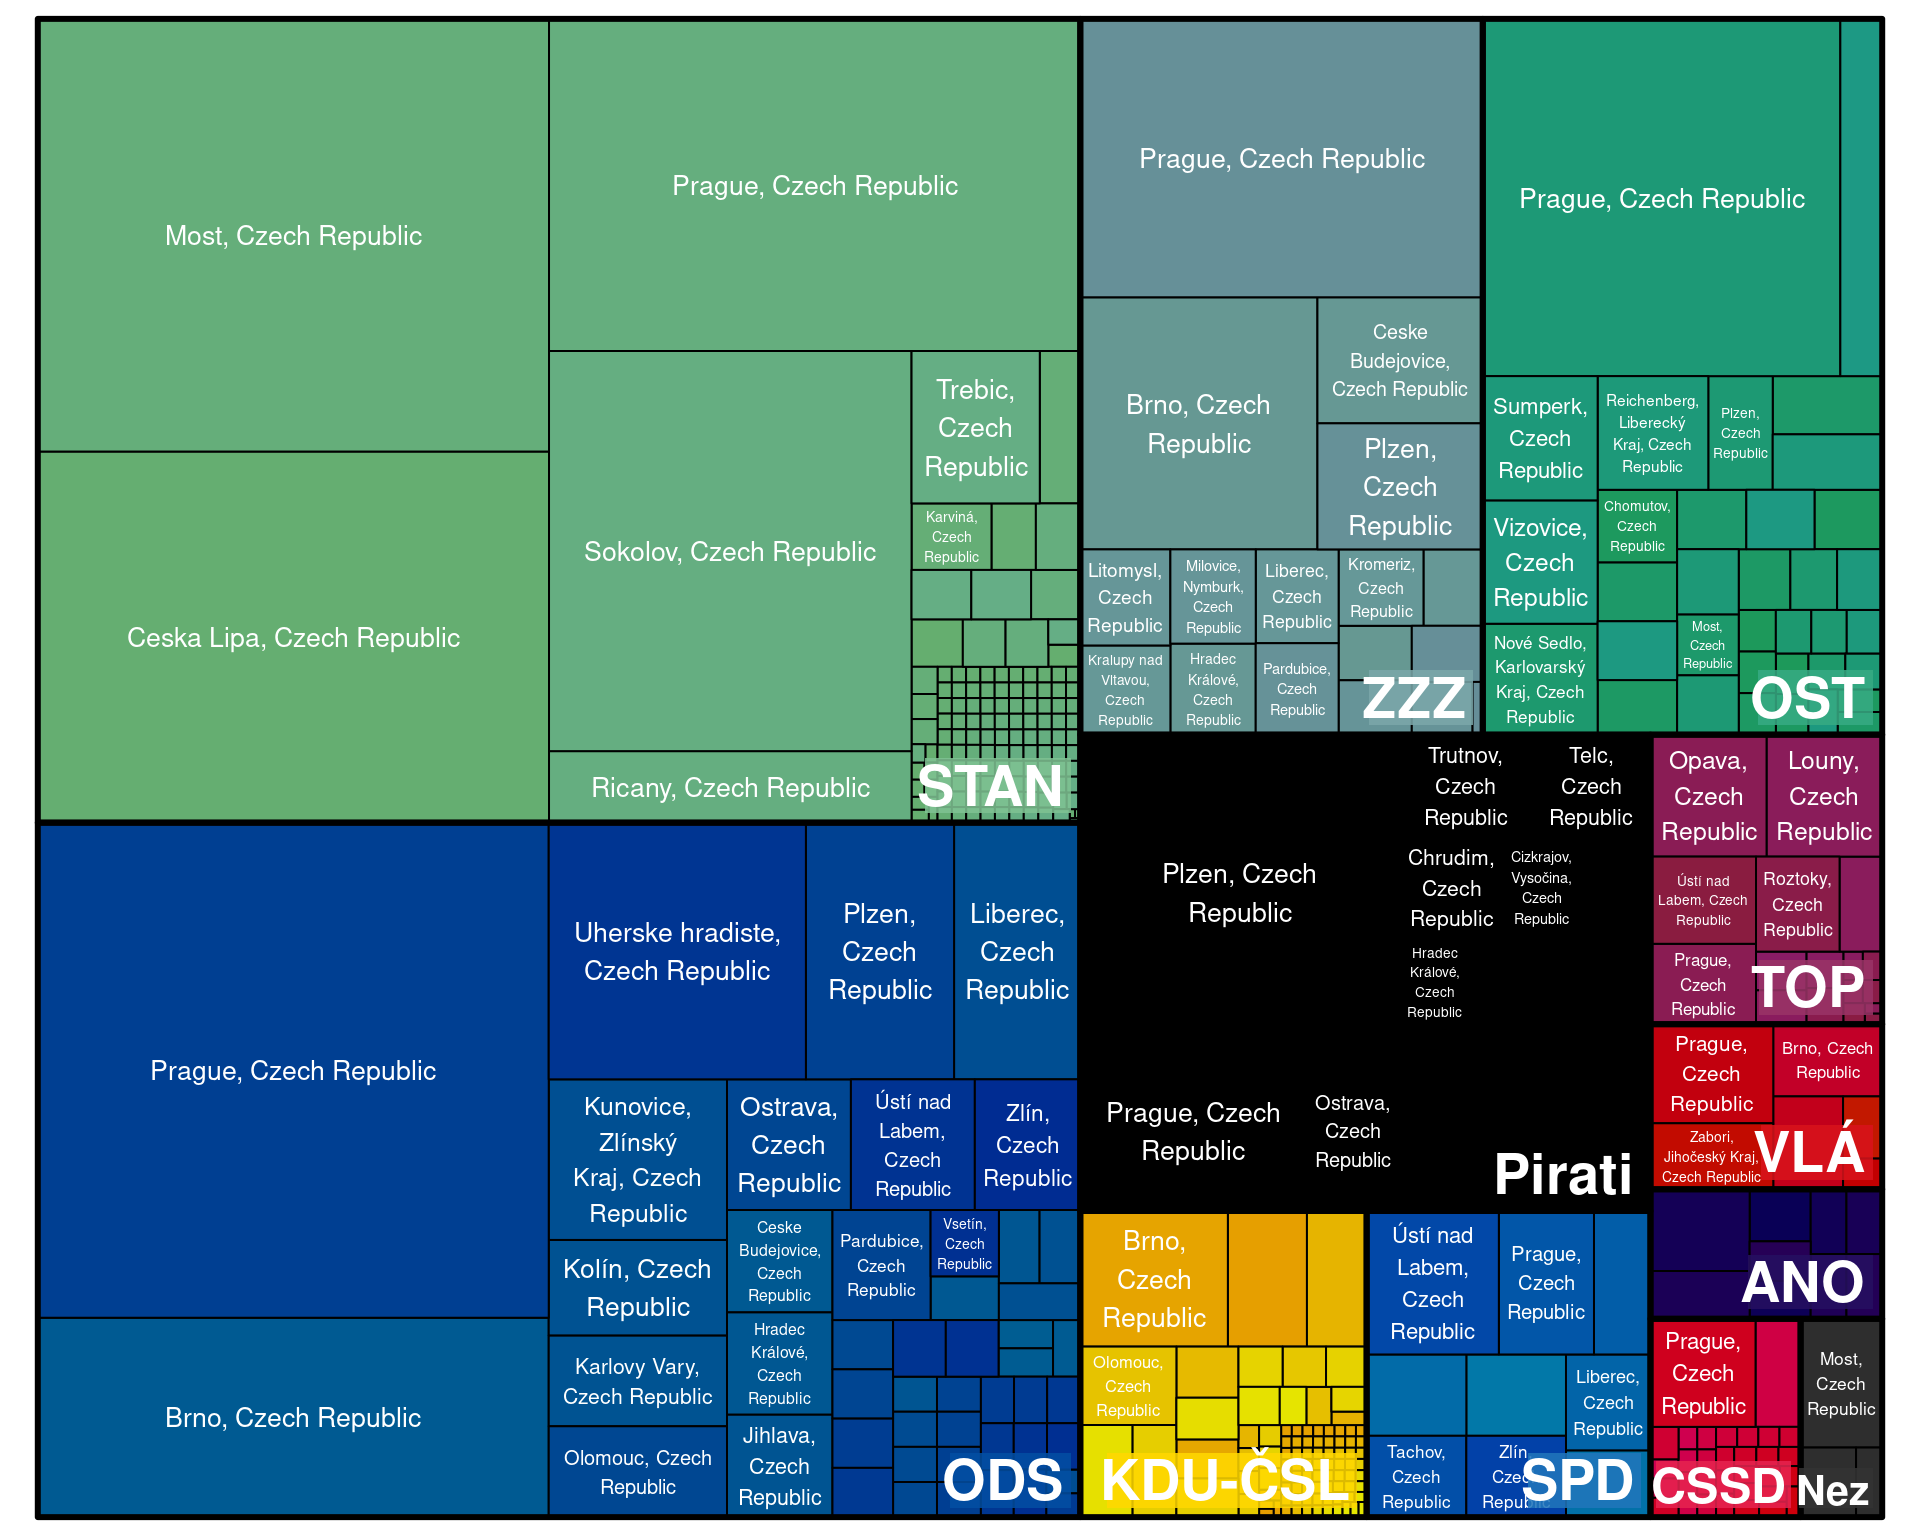 Most, Czech Republic
Prague, Czech Republic
Ceska Lipa, Czech Republic
Sokolov, Czech Republic
Trebic,
Czech
Republic
Karviná,
Czech
Republic
Ricany, Czech Republic
STAN
Prague, Czech Republic
Brno, Czech
Republic
Ceske
Budejovice,
Czech Republic
Plzen,
Czech
Republic
Litomysl,
Czech
Republic
Milovice,
Nymburk,
Czech
Republic
Liberec,
Czech
Republic
Kromeriz,
Czech
Republic
Kralupy nad
Vltavou,
Czech
Republic
Hradec
Králové,
Czech
Republic
Pardubice,
Czech
Republic
ZZZ
Prague, Czech Republic
Sumperk,
Czech
Republic
Reichenberg,
Liberecký
Kraj, Czech
Republic
Plzen,
Czech
Republic
Vizovice,
Czech
Republic
Chomutov,
Czech
Republic
Nové Sedlo,
Karlovarský
Kraj, Czech
Republic
Most,
Czech
Republic
OST
Prague, Czech Republic
Brno, Czech Republic
Uherske hradiste,
Czech Republic
Plzen,
Czech
Republic
Liberec,
Czech
Republic
Kunovice,
Zlínský
Kraj, Czech
Republic
Ostrava,
Czech
Republic
Ústí nad
Labem,
Czech
Republic
Zlín,
Czech
Republic
Kolín, Czech
Republic
Karlovy Vary,
Czech Republic
Olomouc, Czech
Republic
Ceske
Budejovice,
Czech
Republic
Pardubice,
Czech
Republic
Vsetín,
Czech
Republic
Hradec
Králové,
Czech
Republic
Jihlava,
Czech
Republic
ODS
Plzen, Czech
Republic
Trutnov,
Czech
Republic
Telc,
Czech
Republic
Chrudim,
Czech
Republic
Cizkrajov,
Vysočina,
Czech
Republic
Hradec
Králové,
Czech
Republic
Prague, Czech
Republic
Ostrava,
Czech
Republic
Pirati
Opava,
Czech
Republic
Louny,
Czech
Republic
Ústí nad
Labem, Czech
Republic
Roztoky,
Czech
Republic
Prague,
Czech
Republic
TOP
Prague,
Czech
Republic
Brno, Czech
Republic
Zabori,
Jihočeský Kraj,
Czech Republic
VLÁ
ANO
Brno,
Czech
Republic
Olomouc,
Czech
Republic
KDU-ČSL
Ústí nad
Labem,
Czech
Republic
Prague,
Czech
Republic
Liberec,
Czech
Republic
Tachov,
Czech
Republic
Zlín
Czec
Republ
SPD
Prague,
Czech
Republic
CSSD
Most,
Czech
Republic
Nez